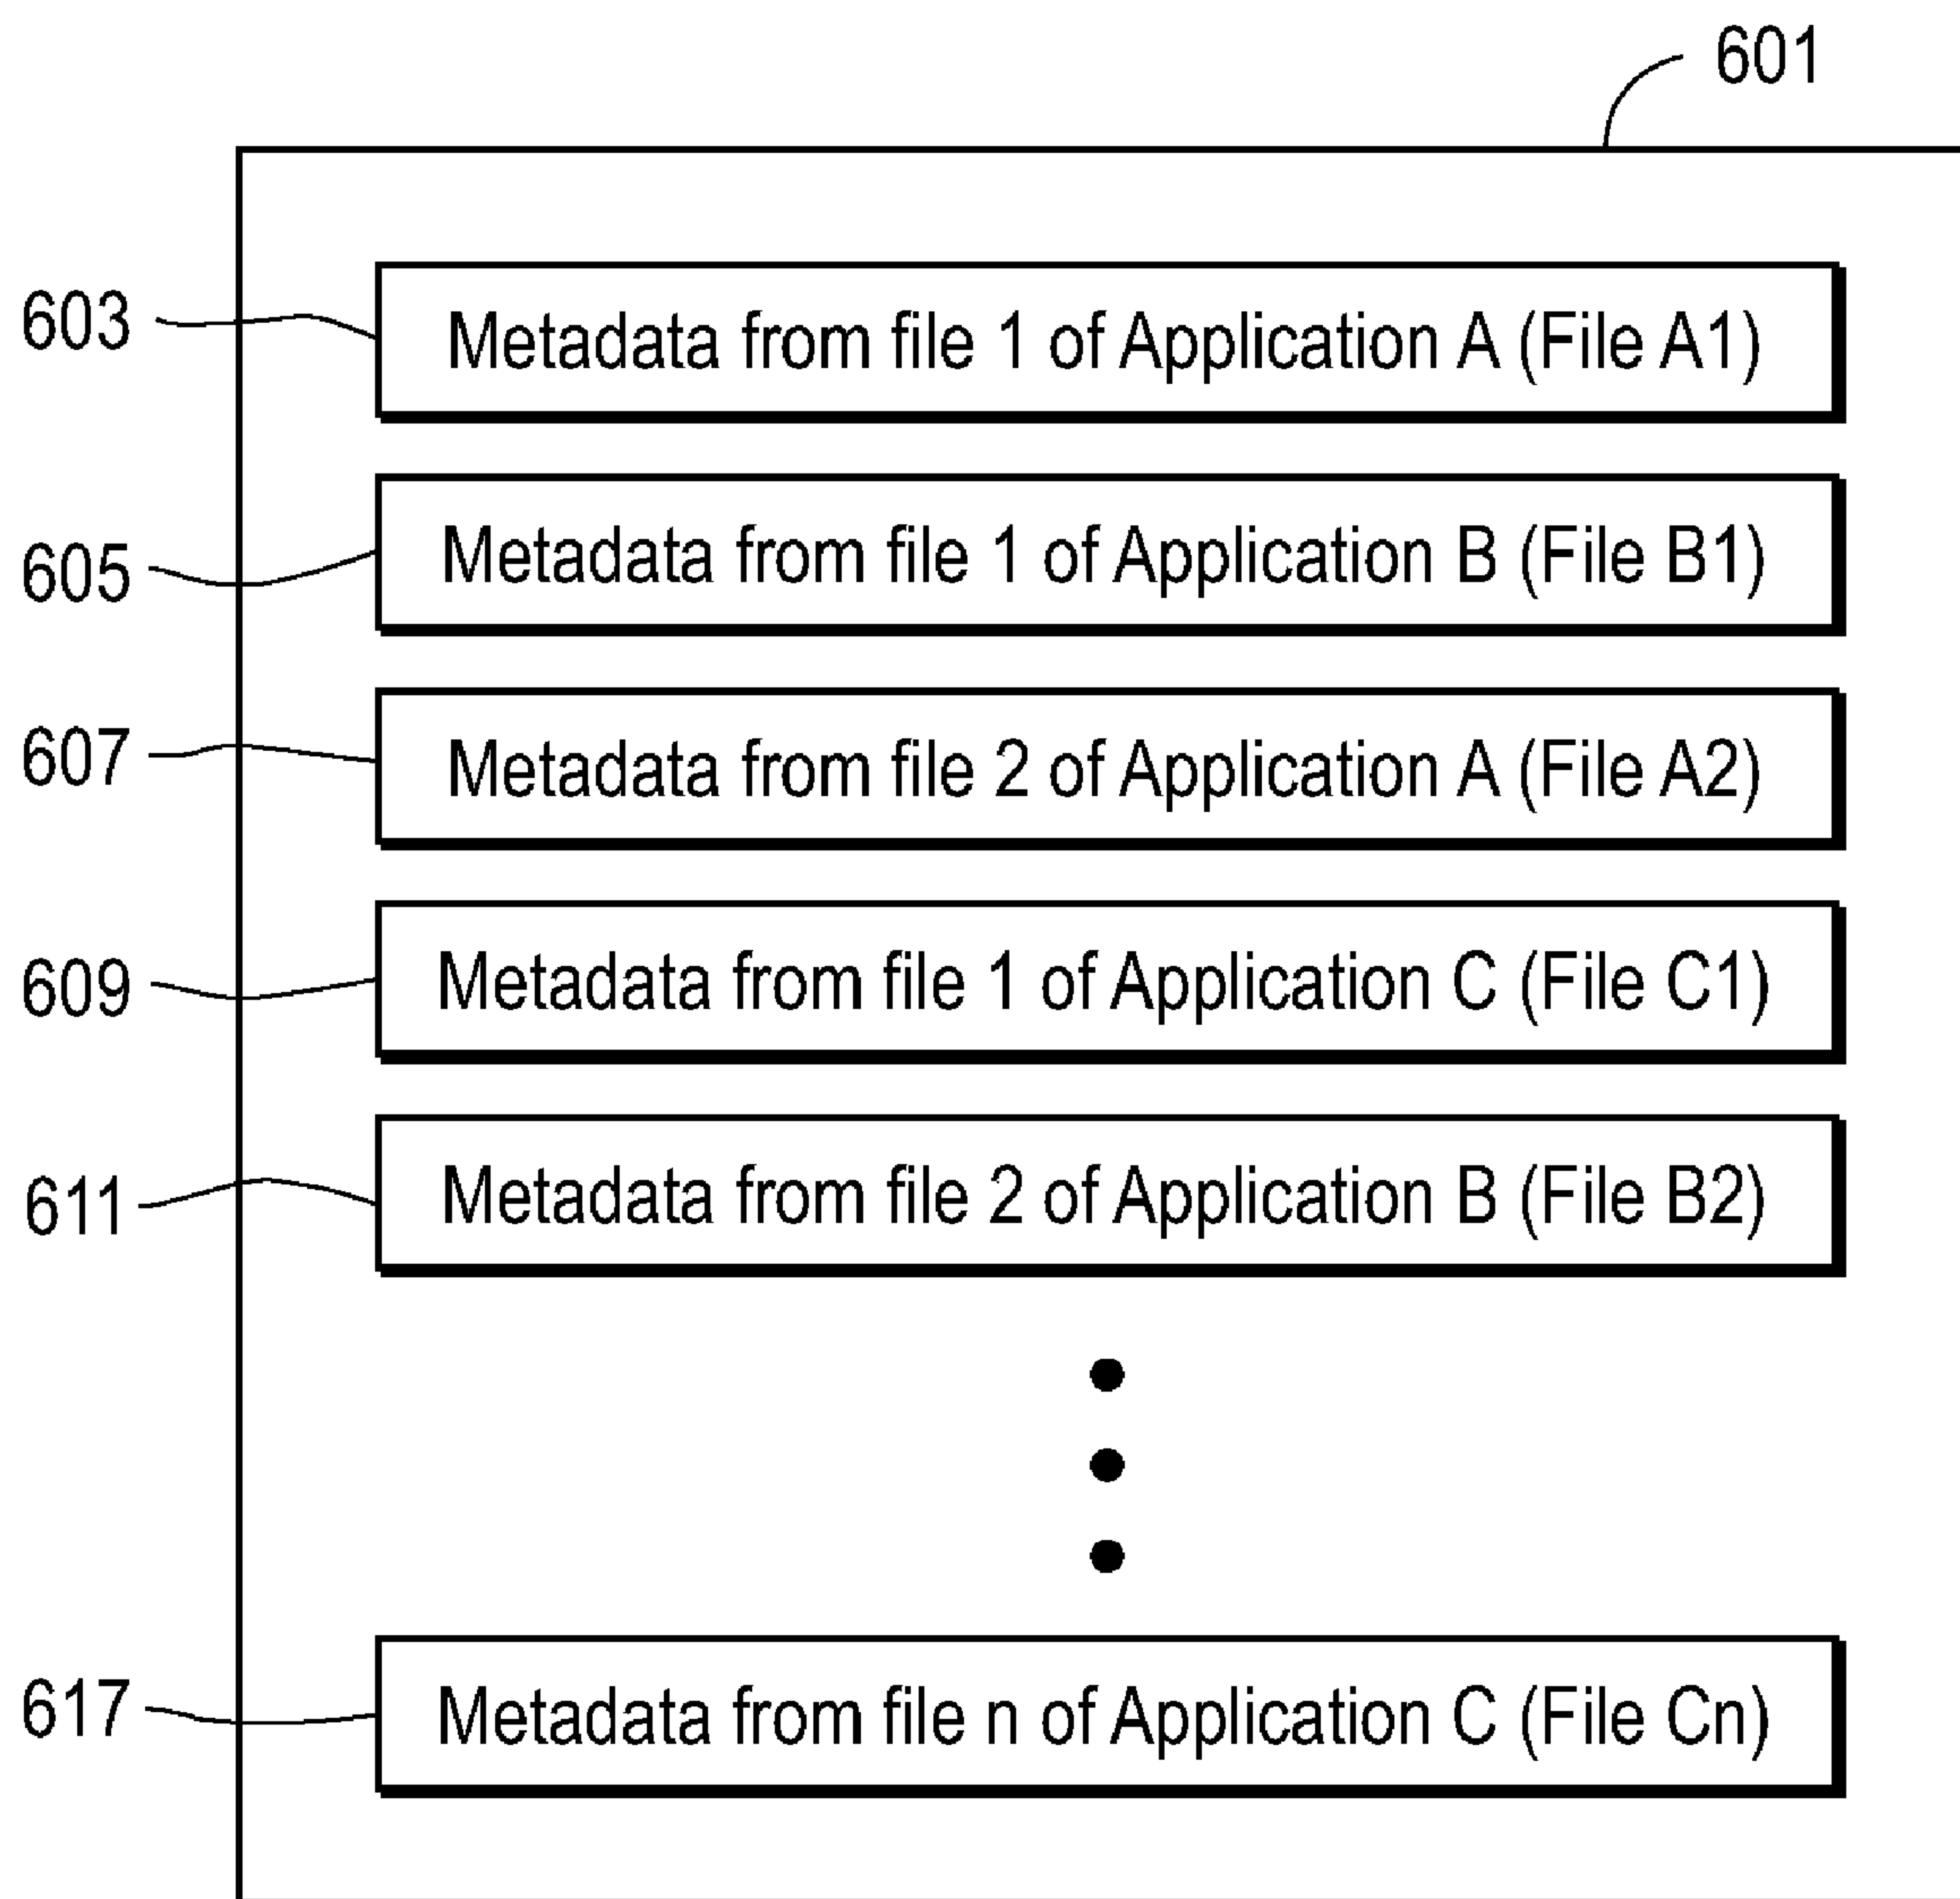 601
603 Metadata from file 1 of Application A (File A1)
605 Metadata from file 1 of Application B (File B1)
607 Metadata from file 2 of Application A (File A2)
609 Metadata from file 1 of Application C (File C1)
611 Metadata from file 2 of Application B (File B2)
617 Metadata from file n of Application C (File Cn)